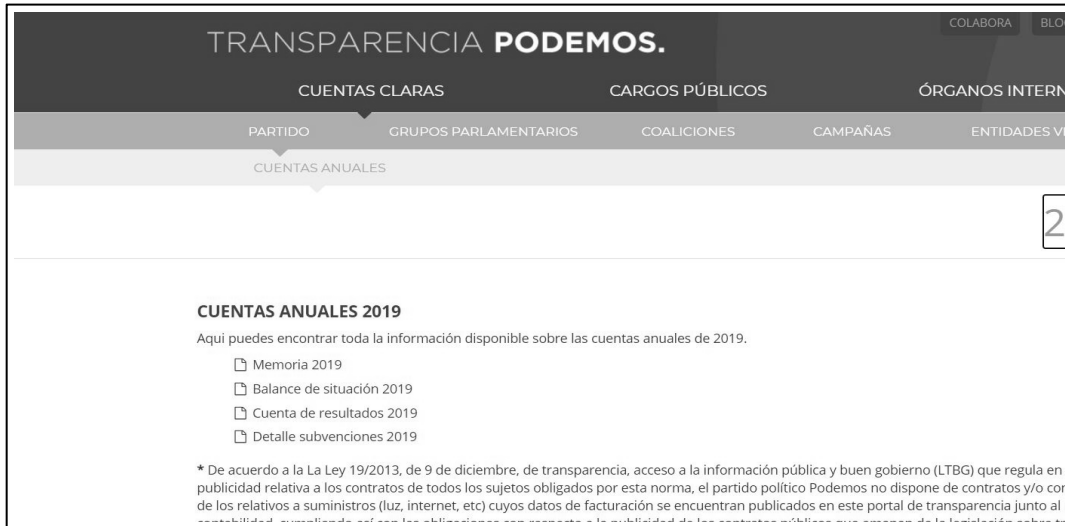 COLABORA
TRANSPARENCIA PODEMOS.
CUENTAS CLARAS CARGOS PÚBLICOS ÓRGANOS
PARTIDO GRUPOS PARLAMENTARIOS COALICIONES CAMPAÑAS ENTIDADES
CUENTAS ANUALES
2
CUENTAS ANUALES 2019
Aqui puedes encontrar toda la información disponible sobre las cuentas anuales de 2019.
Memoria 2019
Balance de situación 2019
Cuenta de resultados 2019
Detalle subvenciones 2019
* De acuerdo a la La Ley 19/2013, de 9 de diciembre, de transparencia, acceso a la información pública y buen gobierno (LTBG) que regula en
publicidad relativa a los contratos de todos los sujetos obligados por esta norma, el partido político Podemos no dispone de contratos y/o
de los relativos a suministros (luz, internet, etc) cuyos datos de facturación se encuentran publicados en este portal de transparencia junto al